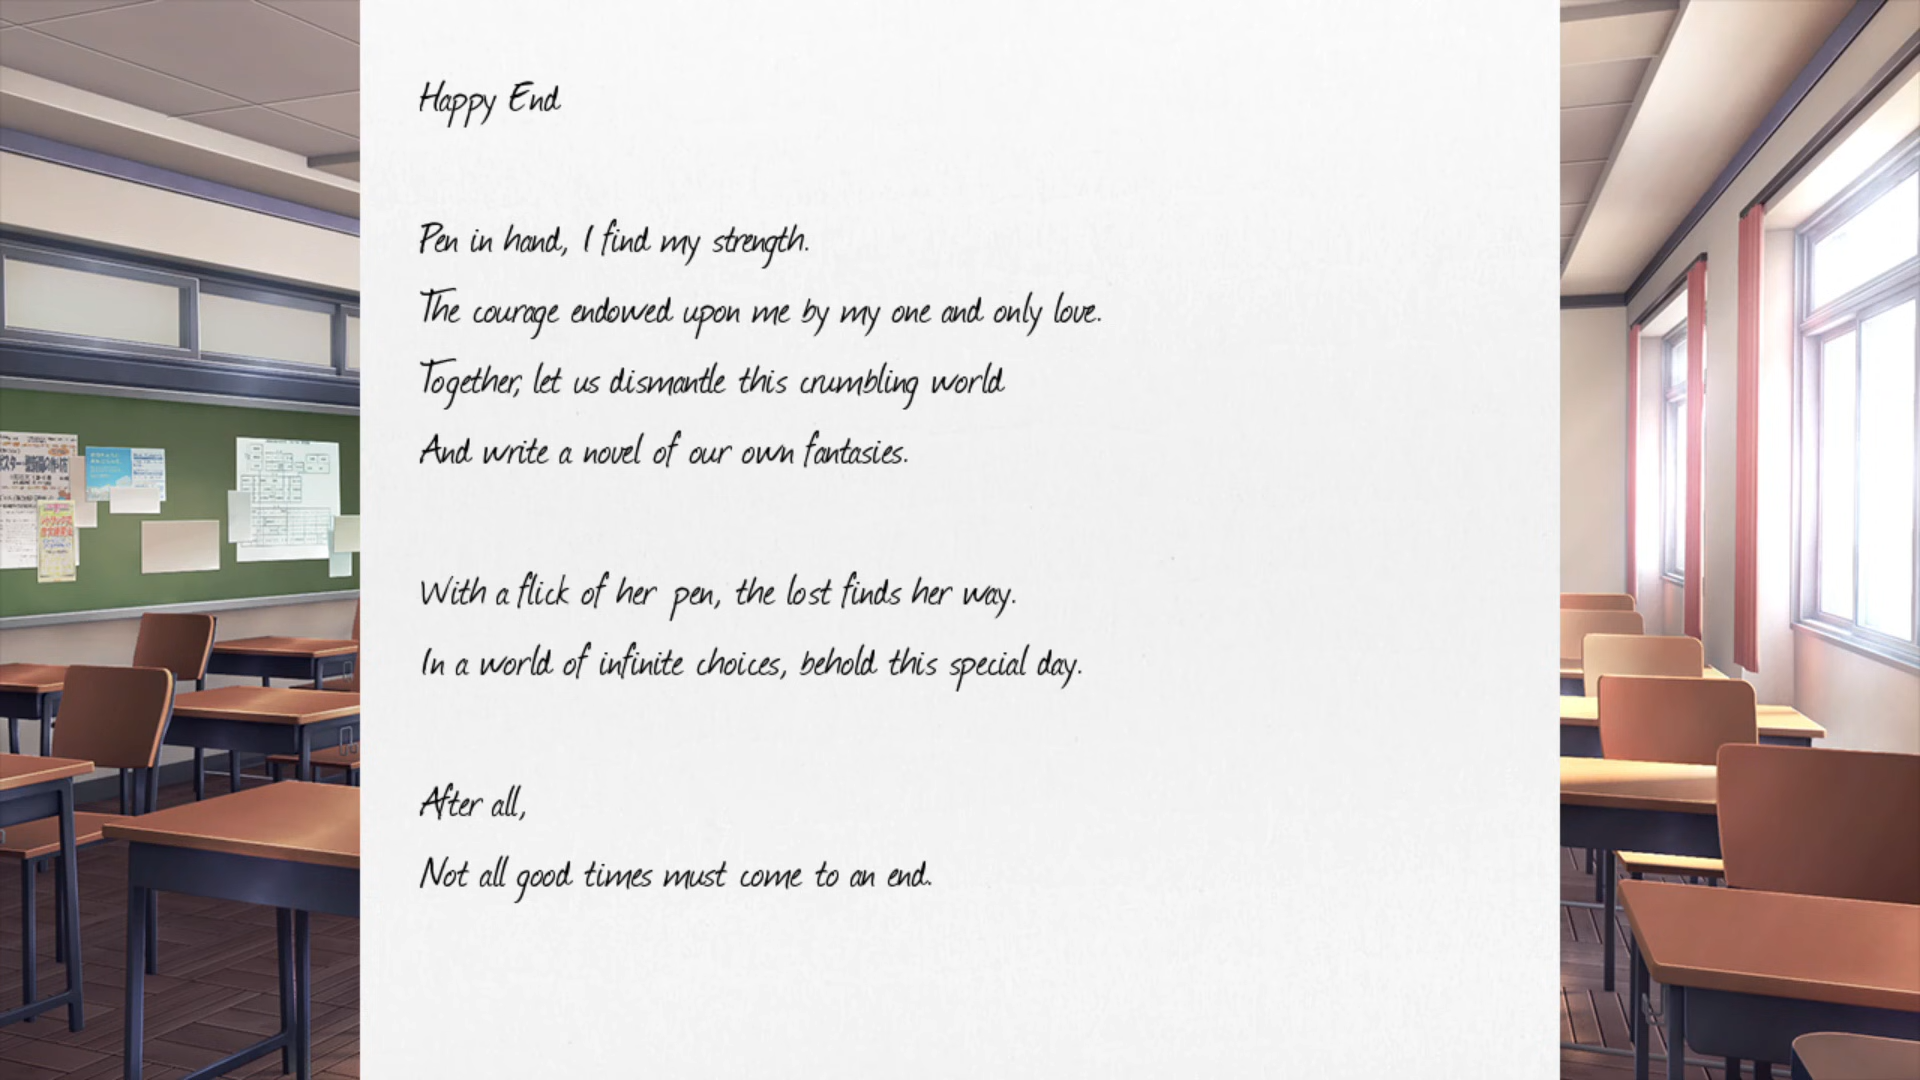 Happy End
Pen in hand, I find my strength.
The courage endowed upon me by my one and only love.
Together, let us dismantle this crumbling world
And write a novel of our own fantasies.
With a flick of her pen, the lost finds her way.
In a world of infinite choices, behold this special day.
After all,
Not all good times must come to an end.